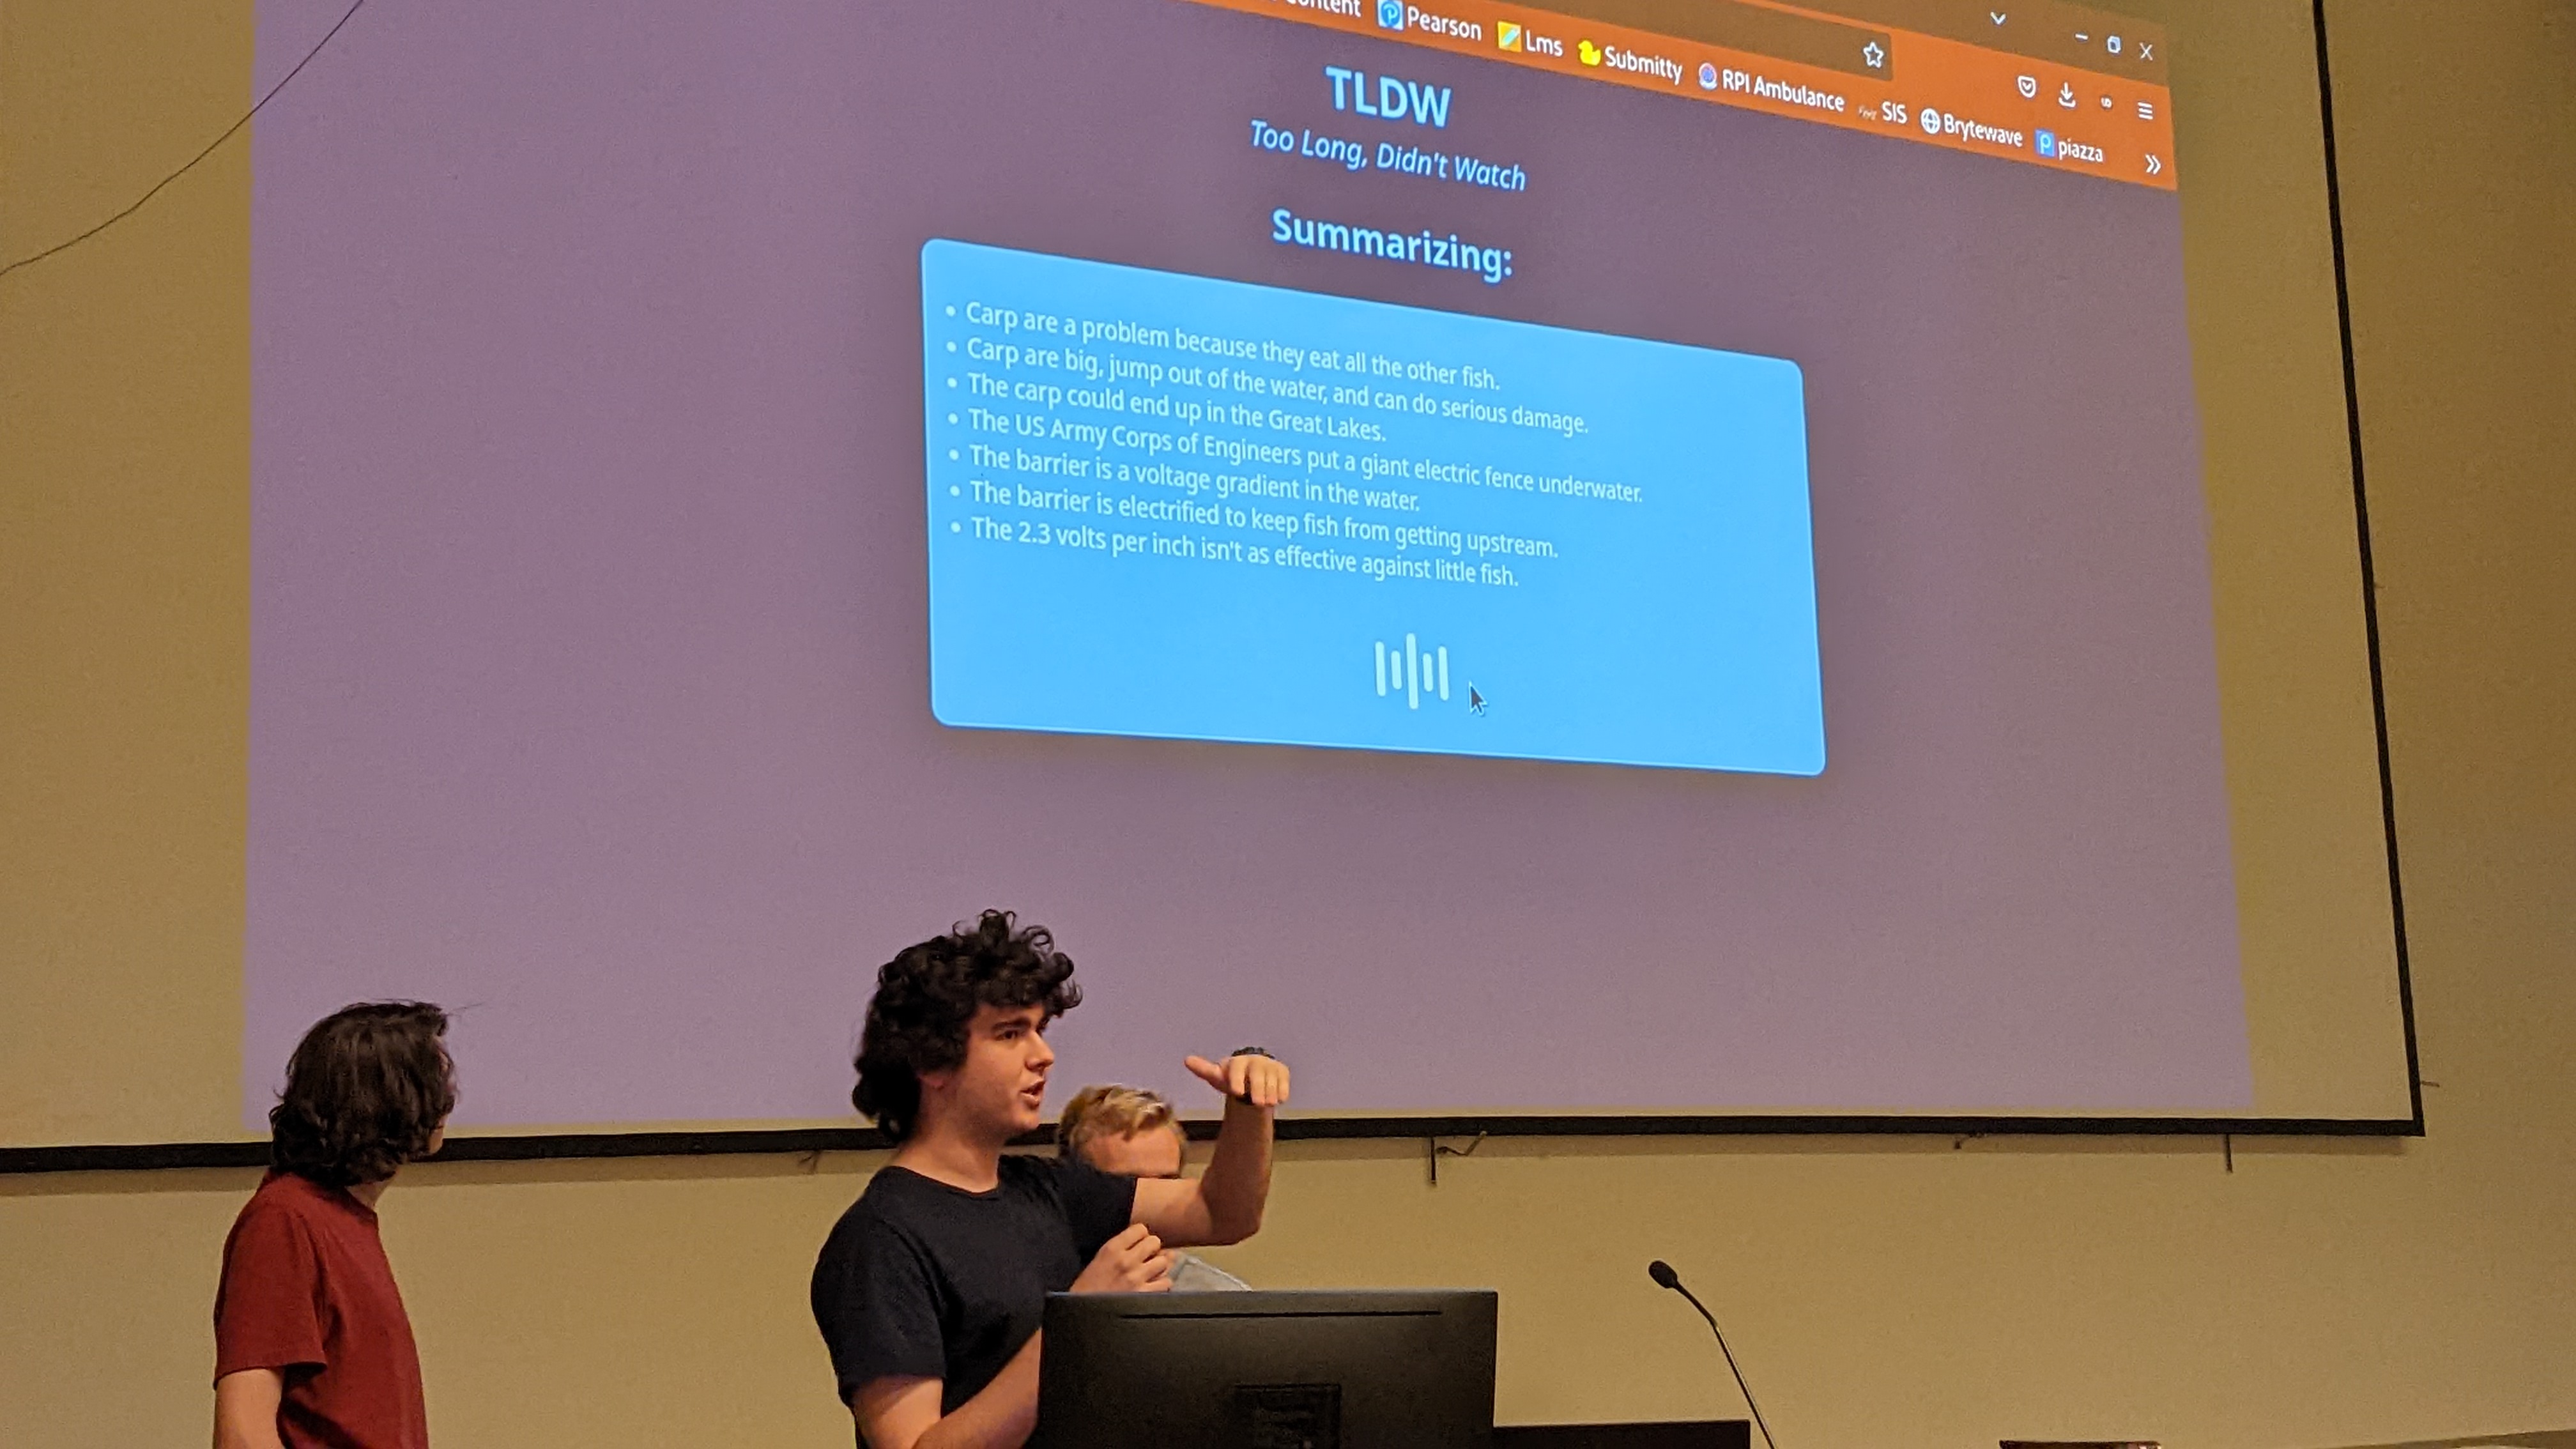 Pearson Lms Submitty RPI Ambulance SIS Brytewave piazza
TLDW
Too Long, Didn't Watch
Summarizing:
• Carp are a problem because they eat all the other fish.
• Carp are big, jump out of the water, and can do serious damage.
• The carp could end up in the Great Lakes.
• The US Army Corps of Engineers put a giant electric fence underwater.
• The barrier is a voltage gradient in the water.
• The barrier is electrified to keep fish from getting upstream.
• The 2.3 volts per inch isn't as effective against little fish.